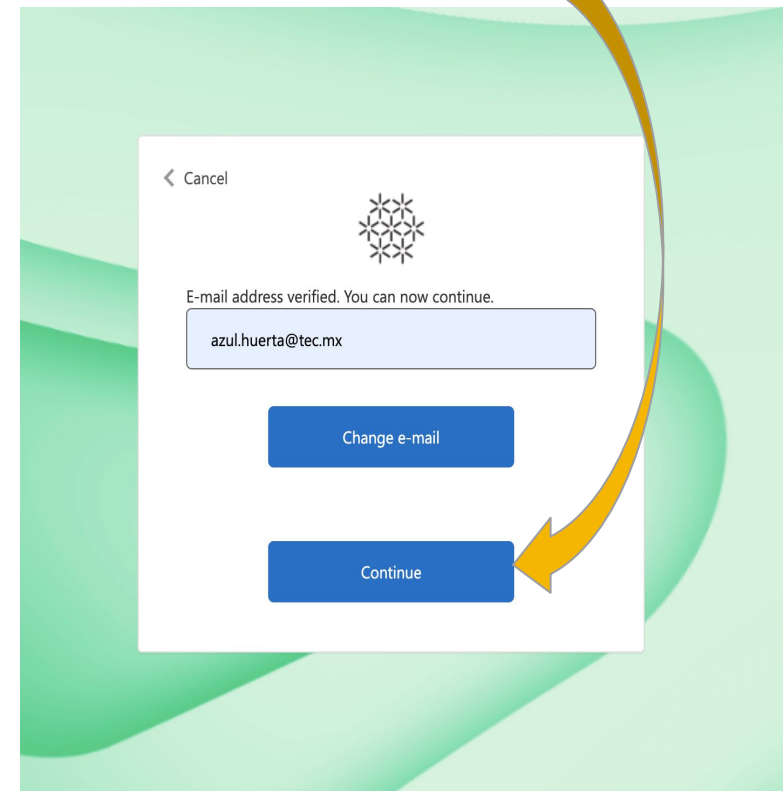 Cancel
E-mail address verified. You can now continue.
azul.huerta@tec.mx
Change e-mail
Continue